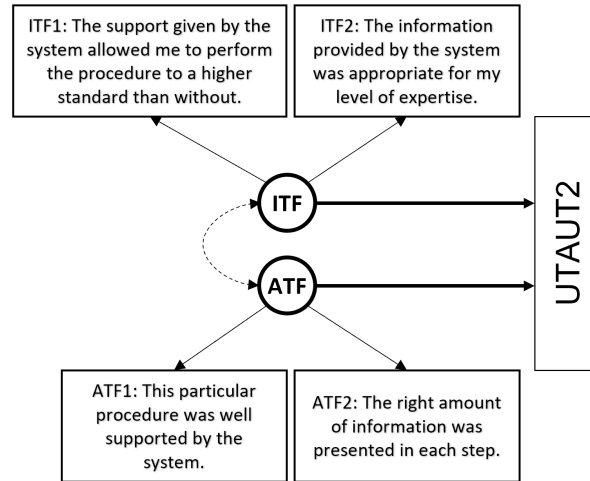 ITF1: The support given by the
system allowed me to perform
the procedure to a higher
standard than without.
ITF2: The information
provided by the system
was appropriate for my
level of expertise.
ITF
ATF
UTAUT2
ATF1: This particular
procedure was well
supported by the
system.
ATF2: The right amount
of information was
presented in each step.